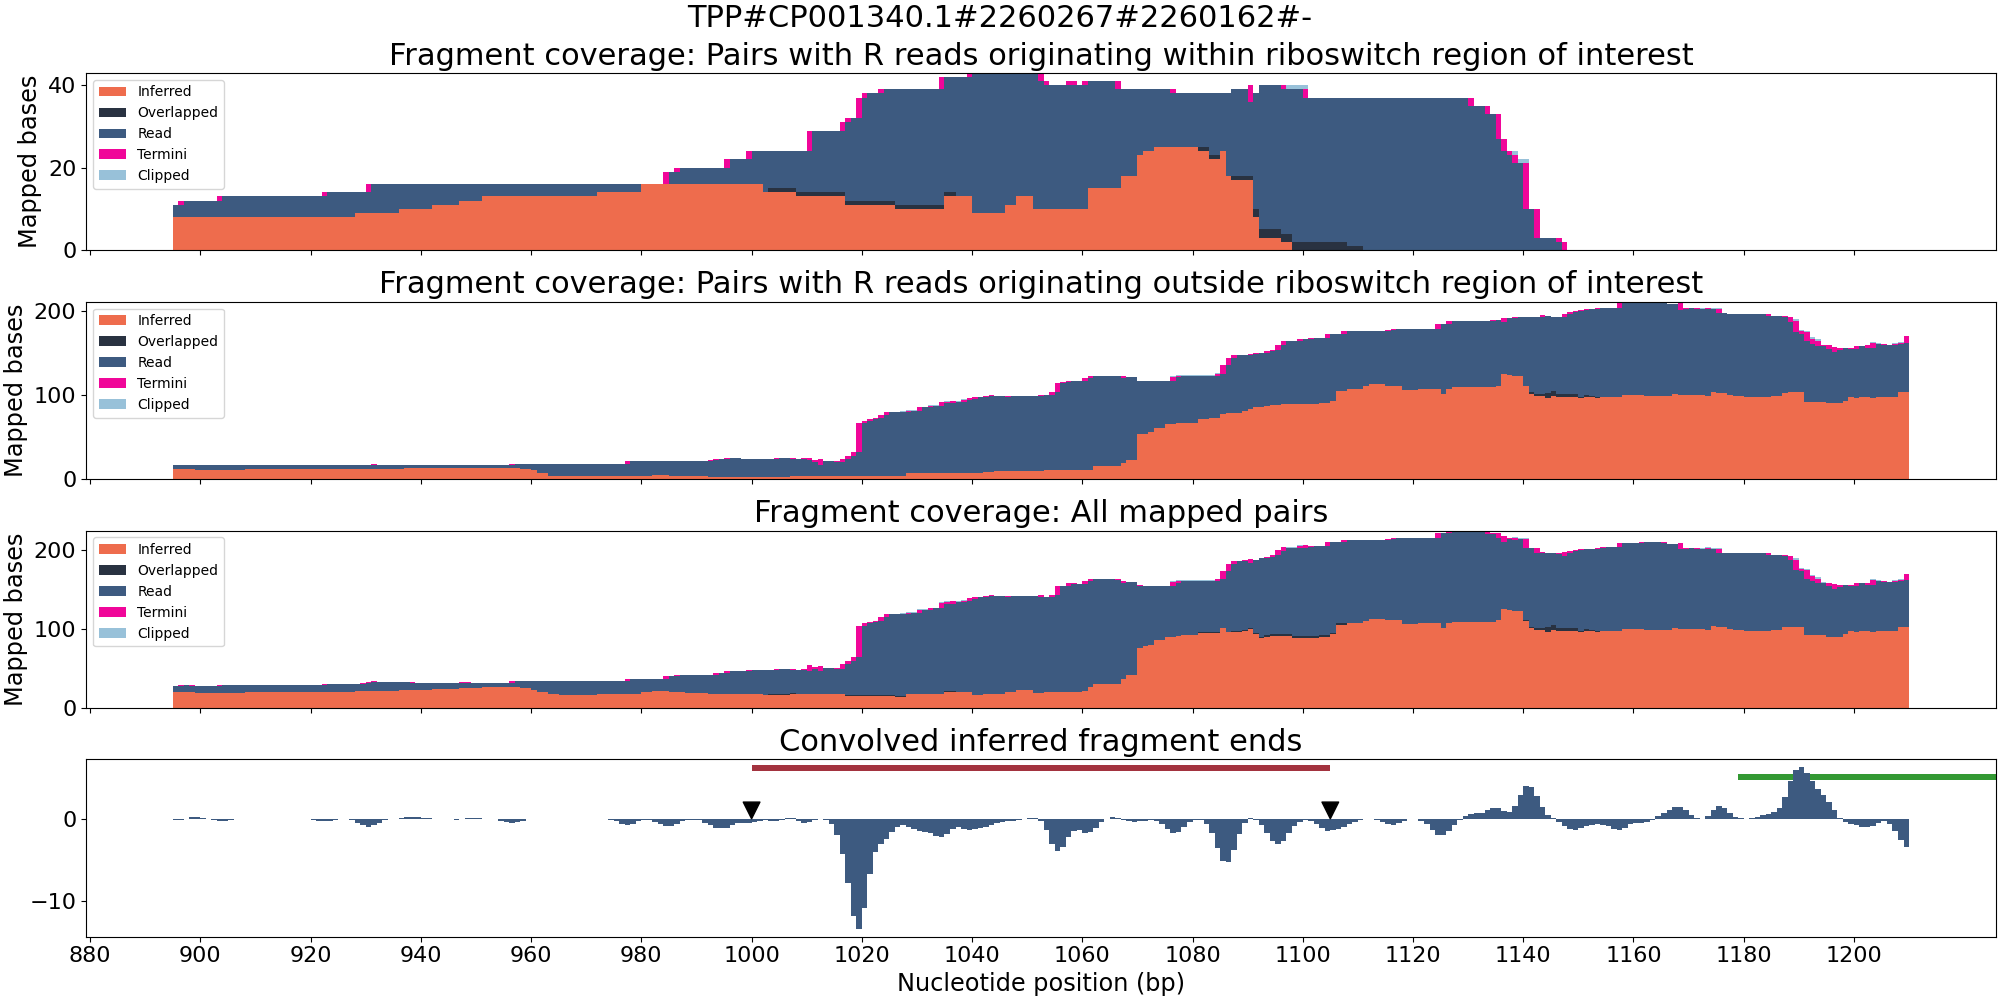 TPP#CP001340.1#2260267#2260162#-
Fragment coverage: Pairs with R reads originating within riboswitch region of interest
Mapped bases
40
20
0
Inferred
Overlapped
Read
Termini
Clipped
Fragment coverage: Pairs with R reads originating outside riboswitch region of interest
Mapped bases
200
100
0
Inferred
Overlapped
Read
Termini
Clipped
Fragment coverage: All mapped pairs
Mapped bases
200
100
0
Inferred
Overlapped
Read
Termini
Clipped
Convolved inferred fragment ends
0
−10
880 900 920 940 960 980 1000 1020 1040 1060 1080 1100 1120 1140 1160 1180 1200
Nucleotide position (bp)